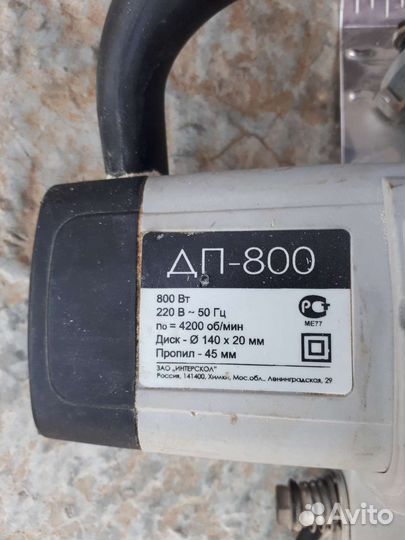 ДП-800
800 Вт
220 В ~ 50 Гц
no = 4200 об/мин
Диск - Ø 140 x 20 мм
Пропил - 45 мм
РСТ
МЕ77
ЗАО „ИНТЕРСКОЛ"
Россия, 141400, Химки, Мос.обл., Ленинградская, 29
Avito